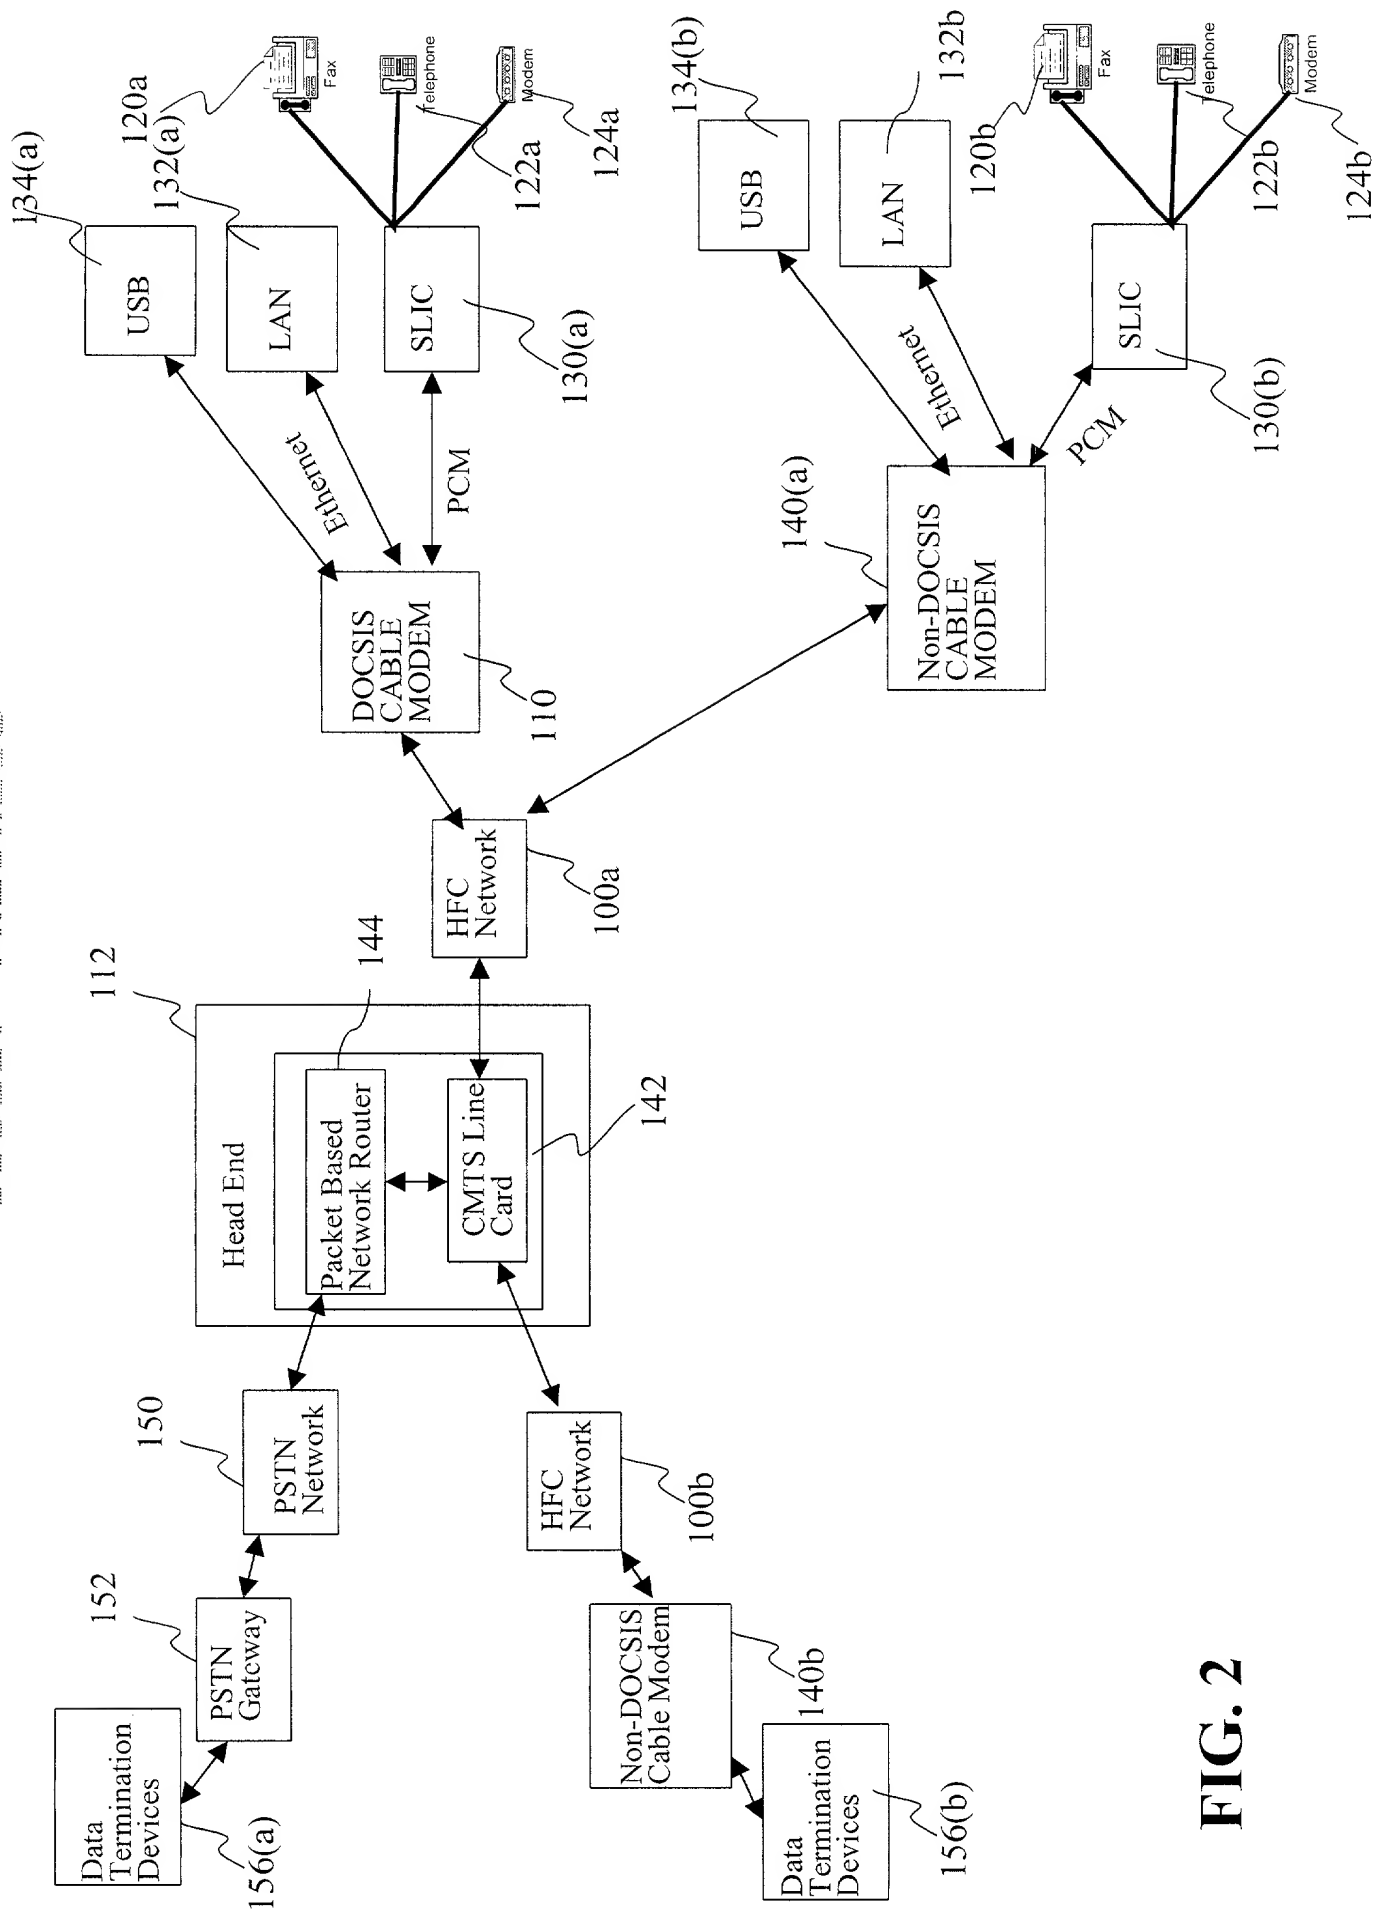 134(a)
120a
132(a)
USB
LAN
SLIC
Fax
Telephone
Modem
122a
124a
130(a)
Ethernet
PCM
DOCSIS
CABLE
MODEM
110
134(b)
132b
USB
LAN
120b
Fax
Telephone
Modem
122b
124b
SLIC
130(b)
Ethernet
PCM
140(a)
Non-DOCSIS
CABLE
MODEM
HFC
Network
100a
112
144
Head End
Packet Based
Network Router
CMTS Line
Card
142
150
PSTN
Network
152
PSTN
Gateway
Data
Termination
Devices
156(a)
HFC
Network
100b
Non-DOCSIS
Cable Modem
140b
Data
Termination
Devices
156(b)
FIG. 2